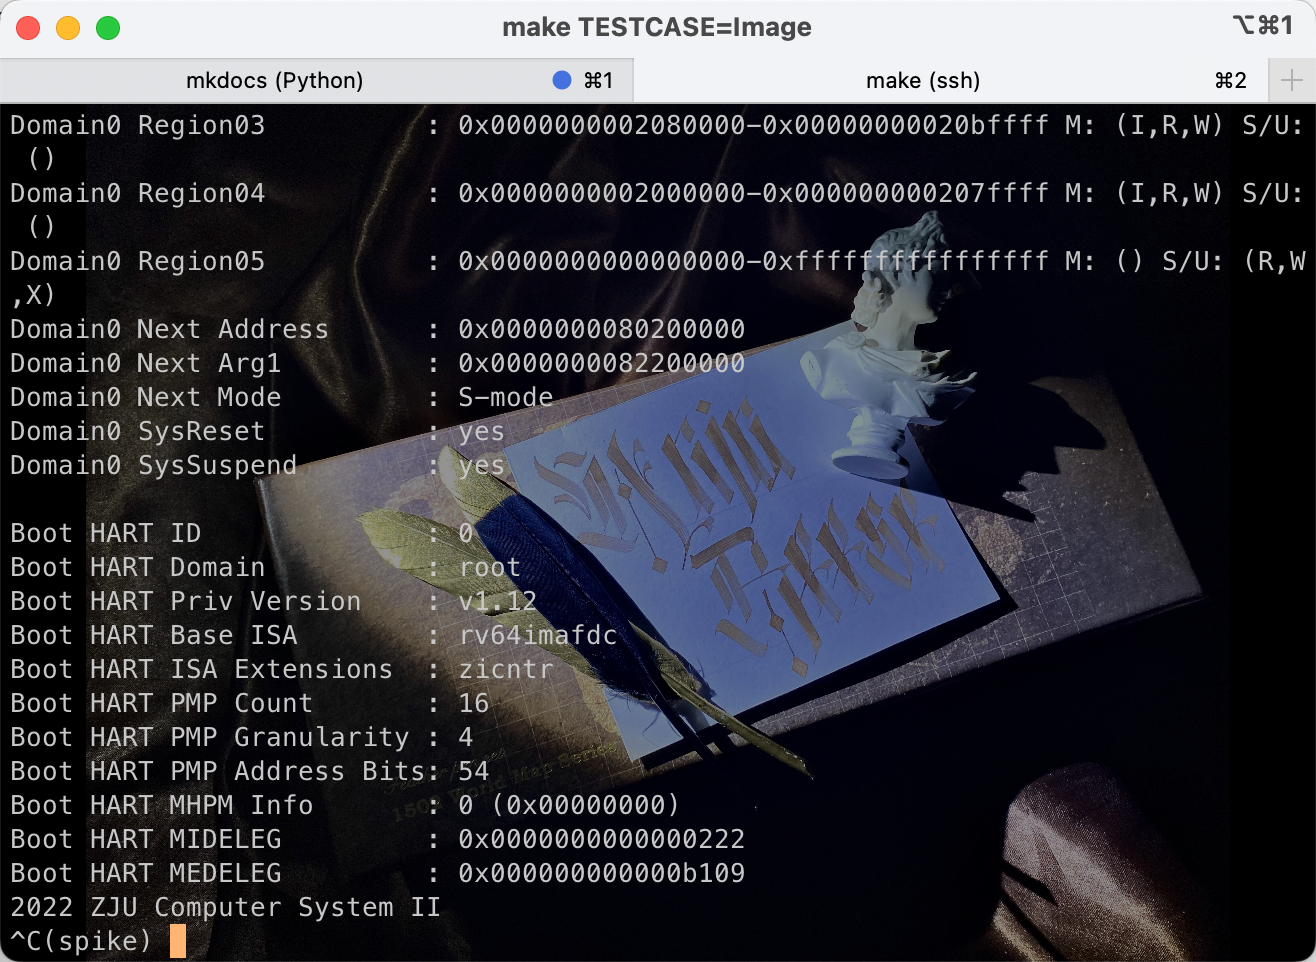 make TESTCASE=Image
⌥⌘1
mkdocs (Python) ⌘1
make (ssh) ⌘2
Domain0 Region03          : 0x0000000002080000-0x00000000020bffff M: (I,R,W) S/U:
 ()
Domain0 Region04          : 0x0000000002000000-0x000000000207ffff M: (I,R,W) S/U:
 ()
Domain0 Region05          : 0x0000000000000000-0xffffffffffffffff M: () S/U: (R,W
,X)
Domain0 Next Address      : 0x0000000080200000
Domain0 Next Arg1         : 0x0000000082200000
Domain0 Next Mode         : S-mode
Domain0 SysReset          : yes
Domain0 SysSuspend        : yes
Boot HART ID              : 0
Boot HART Domain          : root
Boot HART Priv Version    : v1.12
Boot HART Base ISA        : rv64imafdc
Boot HART ISA Extensions  : zicntr
Boot HART PMP Count       : 16
Boot HART PMP Granularity : 4
Boot HART PMP Address Bits: 54
Boot HART MHPM Info       : 0 (0x00000000)
Boot HART MIDELEG         : 0x0000000000000222
Boot HART MEDELEG         : 0x000000000000b109
2022 ZJU Computer System II
^C(spike)